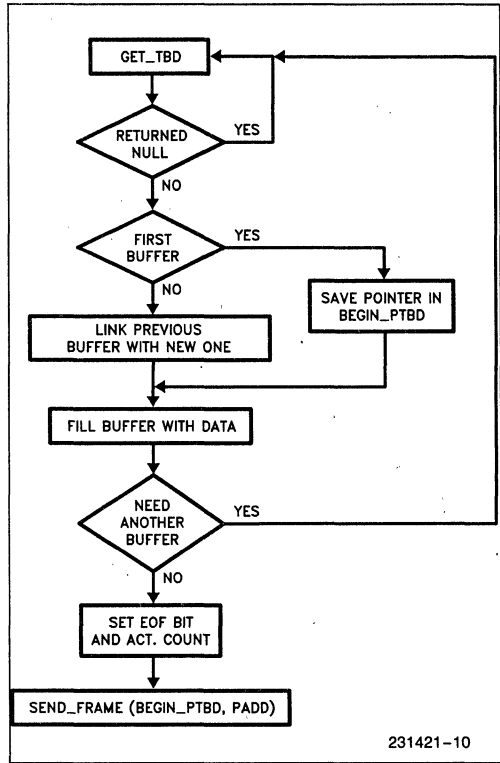 GET_TBD
RETURNED
NULL
YES
NO
FIRST
BUFFER
YES
NO
SAVE POINTER IN
BEGIN_PTBD
LINK PREVIOUS
BUFFER WITH NEW ONE
FILL BUFFER WITH DATA
NEED
ANOTHER
BUFFER
YES
NO
SET EOF BIT
AND ACT. COUNT
SEND_FRAME (BEGIN_PTBD, PADD)
231421-10